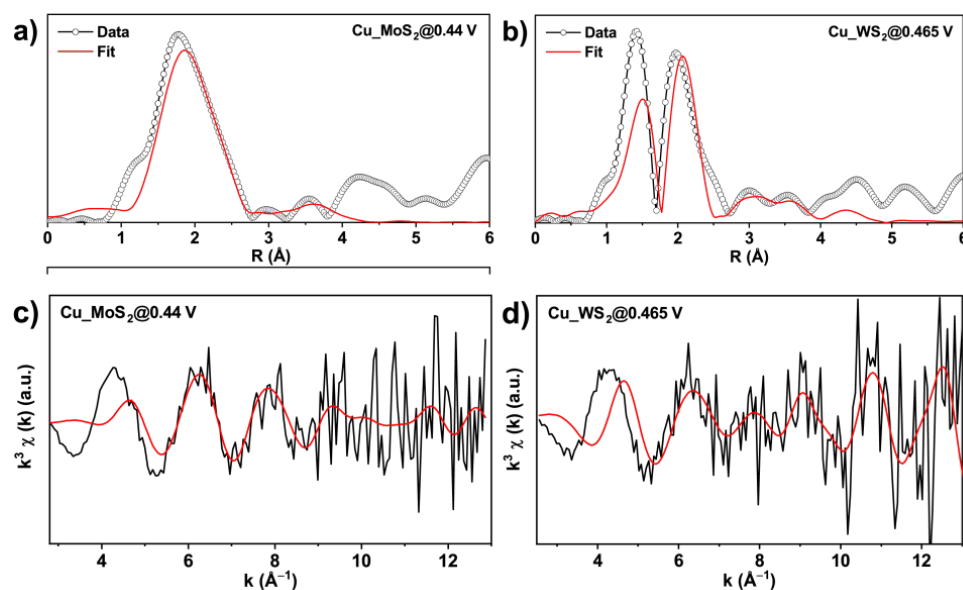 a)
Data
Fit
Cu_MoS₂@0.44 V
0 1 2 3 4 5 6
R (Å)
b)
Data
Fit
Cu_WS₂@0.465 V
0 1 2 3 4 5 6
R (Å)
c)
Cu_MoS₂@0.44 V
k³ χ (k) (a.u.)
4 6 8 10 12
k (Å⁻¹)
d)
Cu_WS₂@0.465 V
k³ χ (k) (a.u.)
4 6 8 10 12
k (Å⁻¹)